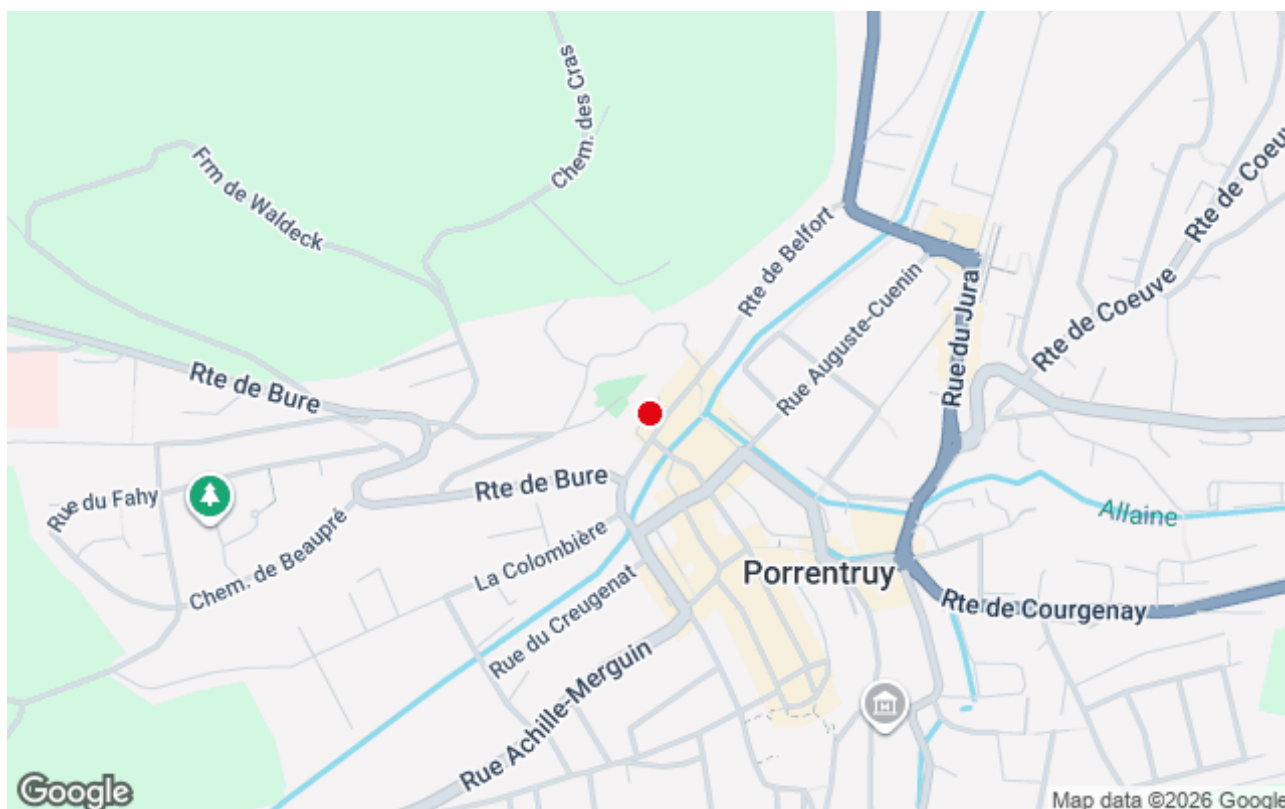 Chem. des Cras
Frm de Waldeck
Rte de Coeu
Rte de Coeuve
Rte de Belfort
Rue Auguste-Cuenin
Rue du Jura
Rte de Bure
Rte de Bure
Rue du Fahy
Chem. de Beaupré
La Colombière
Allaine
Porrentruy
Rue du Creugenat
Rte de Courgenay
Rue Achille-Merguin
Google
Map data ©2026 Google